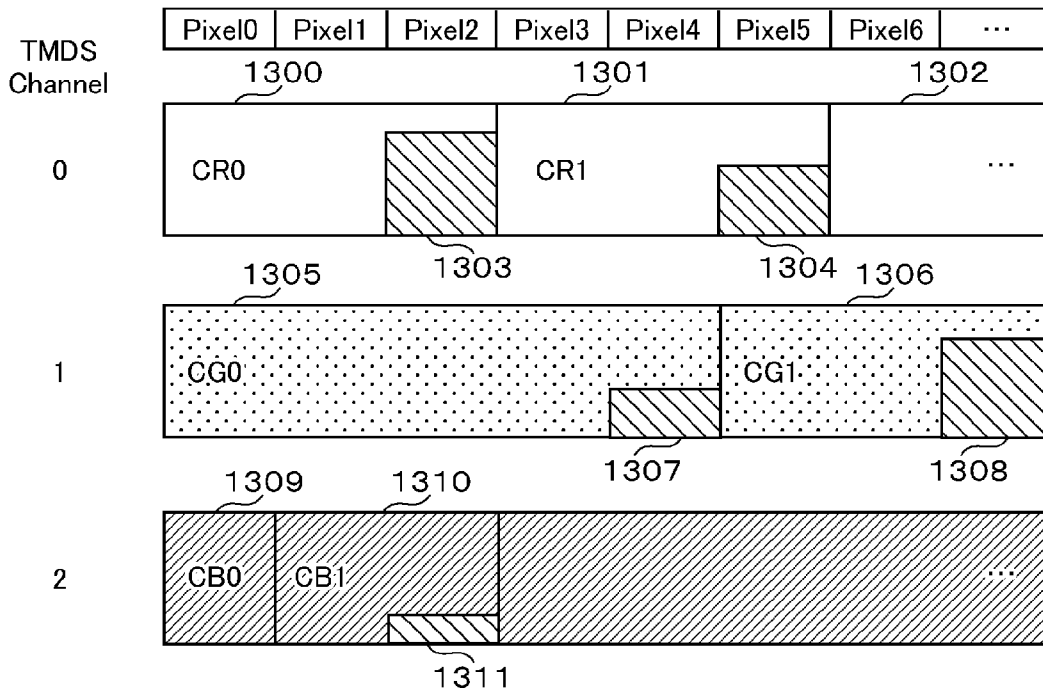 Pixel0 Pixel1 Pixel2 Pixel3 Pixel4 Pixel5 Pixel6 ...
TMDS
Channel
1300 1301 1302
0 CR0 CR1 ...
1303 1304
1305 1306
1 CG0 CG1
1307 1308
1309 1310
2 CB0 CB1 ...
1311